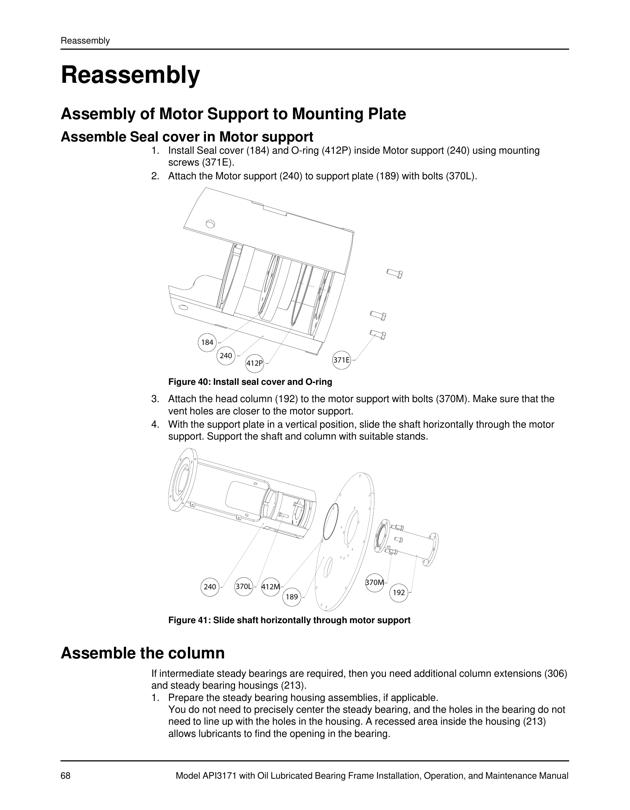 Reassembly
Reassembly
Assembly of Motor Support to Mounting Plate
Assemble Seal cover in Motor support
1. Install Seal cover (184) and O-ring (412P) inside Motor support (240) using mounting
screws (371E).
2. Attach the Motor support (240) to support plate (189) with bolts (370L).
184
240
412P
371E
Figure 40: Install seal cover and O-ring
3. Attach the head column (192) to the motor support with bolts (370M). Make sure that the
vent holes are closer to the motor support.
4. With the support plate in a vertical position, slide the shaft horizontally through the motor
support. Support the shaft and column with suitable stands.
240
370L
412M
189
370M
192
Figure 41: Slide shaft horizontally through motor support
Assemble the column
If intermediate steady bearings are required, then you need additional column extensions (306)
and steady bearing housings (213).
1. Prepare the steady bearing housing assemblies, if applicable.
You do not need to precisely center the steady bearing, and the holes in the bearing do not
need to line up with the holes in the housing. A recessed area inside the housing (213)
allows lubricants to find the opening in the bearing.
68 Model API3171 with Oil Lubricated Bearing Frame Installation, Operation, and Maintenance Manual